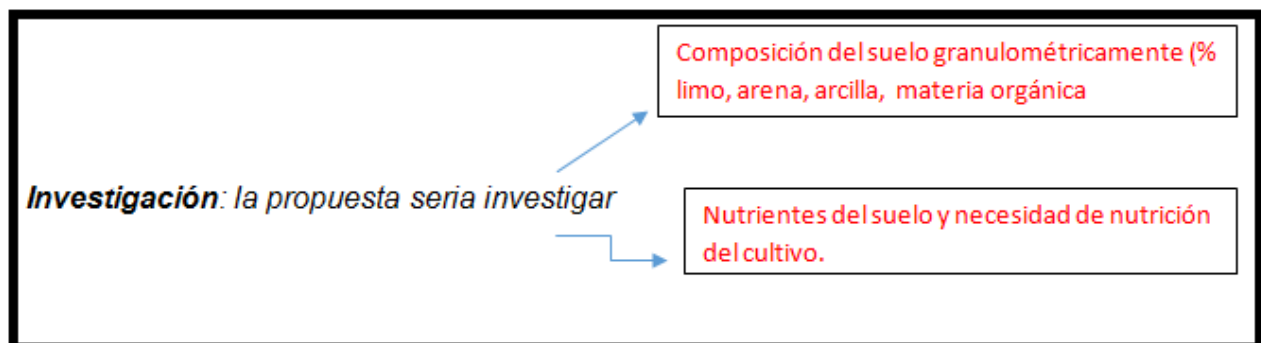 Composición del suelo granulométricamente (%
limo, arena, arcilla, materia orgánica
Investigación: la propuesta seria investigar
Nutrientes del suelo y necesidad de nutrición
del cultivo.